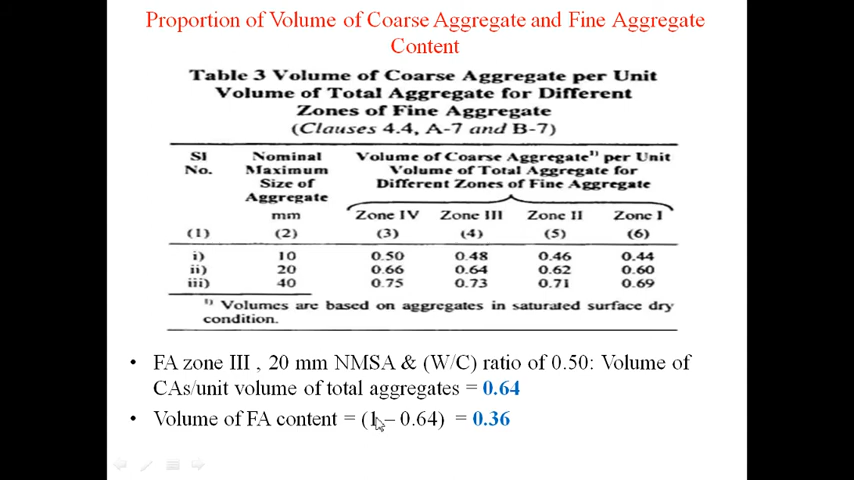 Proportion of Volume of Coarse Aggregate and Fine Aggregate
Content
Table 3 Volume of Coarse Aggregate per Unit
Volume of Total Aggregate for Different
Zones of Fine Aggregate
(Clauses 4.4, A-7 and B-7)
SI No. Nominal Maximum Size of Aggregate Volume of Coarse Aggregate¹⁾ per Unit Volume of Total Aggregate for Different Zones of Fine Aggregate
mm Zone IV Zone III Zone II Zone I
(1) (2) (3) (4) (5) (6)
i) 10 0.50 0.48 0.46 0.44
ii) 20 0.66 0.64 0.62 0.60
iii) 40 0.75 0.73 0.71 0.69
¹⁾ Volumes are based on aggregates in saturated surface dry
condition.
• FA zone III , 20 mm NMSA & (W/C) ratio of 0.50: Volume of
CAs/unit volume of total aggregates = 0.64
• Volume of FA content = (1 – 0.64) = 0.36